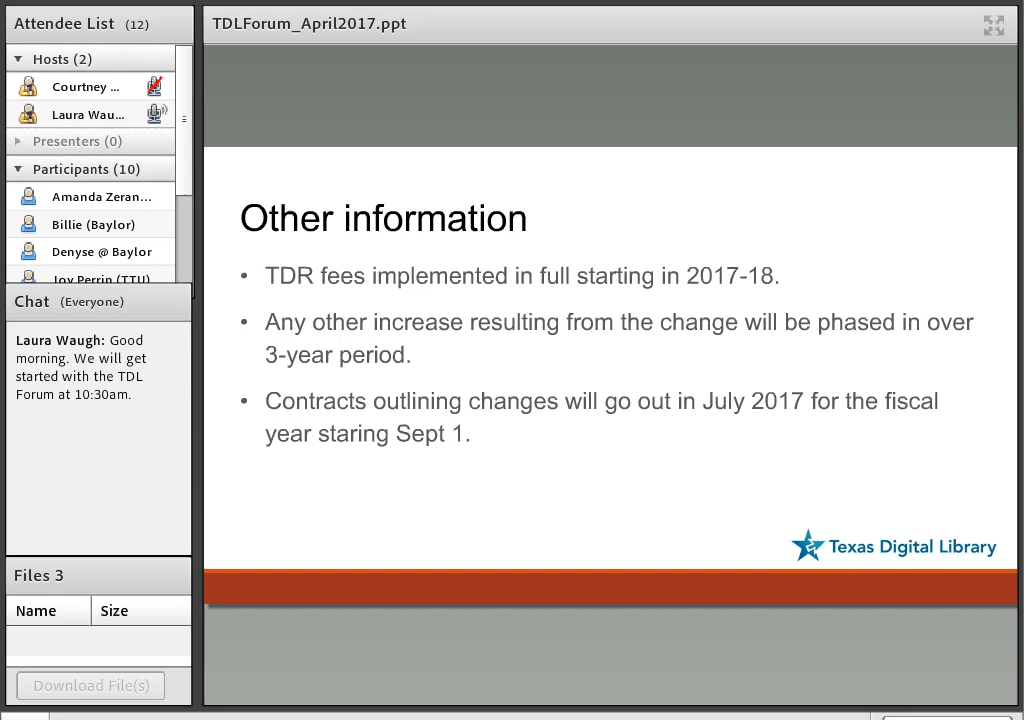 Attendee List (12)
Hosts (2)
Courtney ...
Laura Wau...
Presenters (0)
Participants (10)
Amanda Zeran...
Billie (Baylor)
Denyse @ Baylor
Joy Perrin (TTU)
Chat (Everyone)
Laura Waugh: Good
morning. We will get
started with the TDL
Forum at 10:30am.
Files 3
Name Size
Download File(s)
TDLForum_April2017.ppt
Other information
• TDR fees implemented in full starting in 2017-18.
• Any other increase resulting from the change will be phased in over
3-year period.
• Contracts outlining changes will go out in July 2017 for the fiscal
year staring Sept 1.
Texas Digital Library